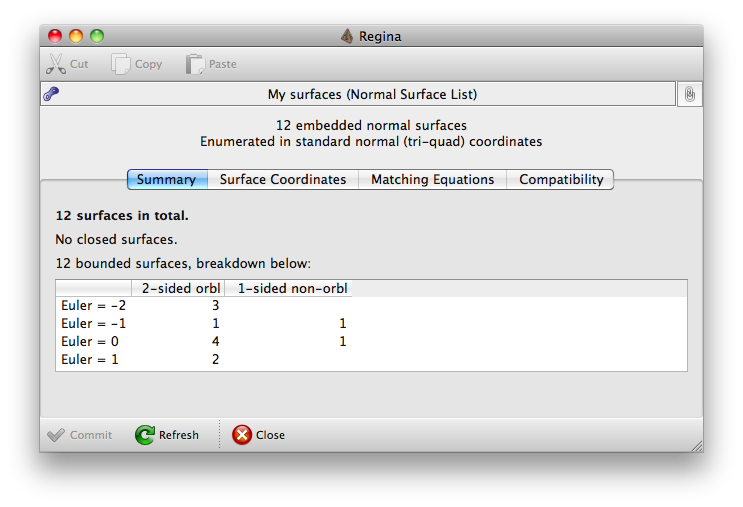 Regina
Cut Copy Paste
My surfaces (Normal Surface List)
12 embedded normal surfaces
Enumerated in standard normal (tri-quad) coordinates
Summary Surface Coordinates Matching Equations Compatibility
12 surfaces in total.
No closed surfaces.
12 bounded surfaces, breakdown below:
2-sided orbl 1-sided non-orbl
Euler = -2 3
Euler = -1 1 1
Euler = 0 4 1
Euler = 1 2
Commit Refresh Close